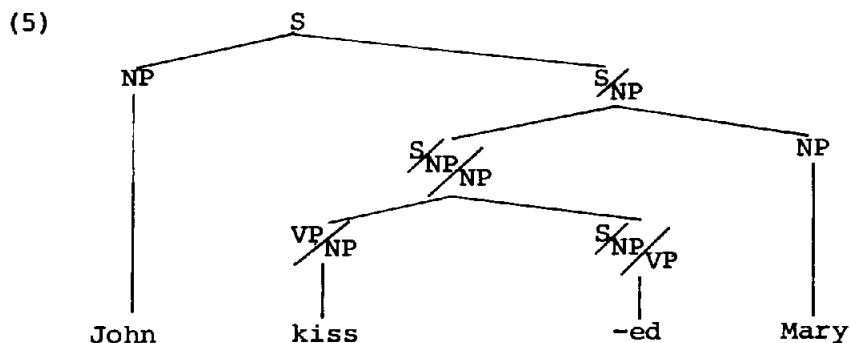 (5) S
NP S/NP
S/NP/NP NP
VP/NP S/NP/VP
John kiss -ed Mary